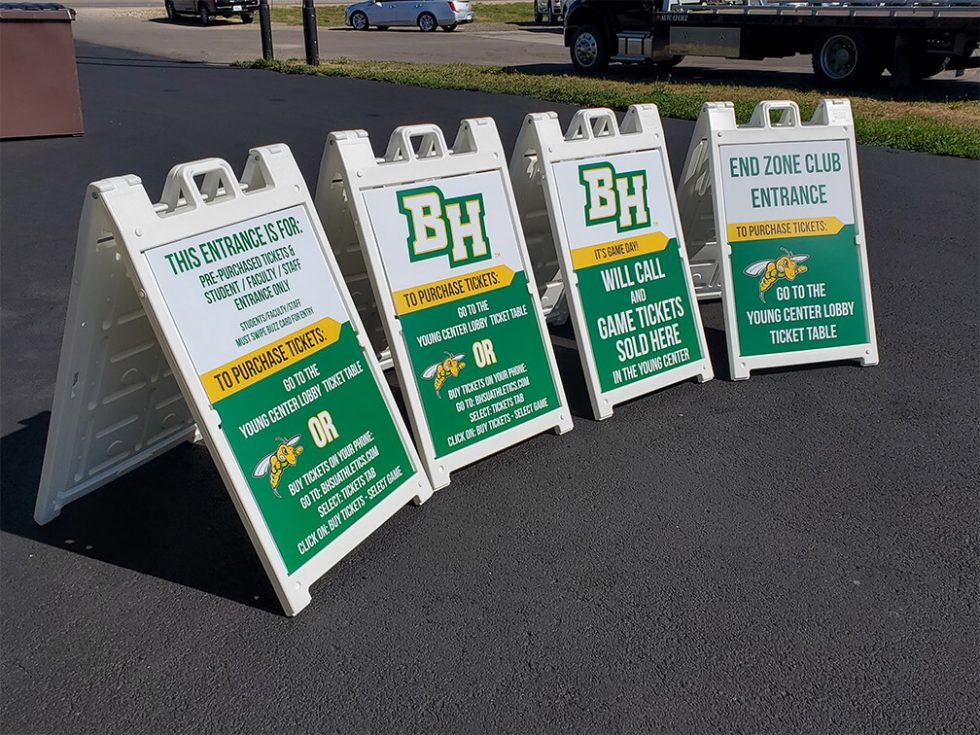 THIS ENTRANCE IS FOR:
PRE-PURCHASED TICKETS &
STUDENT / FACULTY / STAFF
ENTRANCE ONLY
STUDENTS/FACULTY/STAFF
MUST SWIPE BUZZ CARD FOR ENTRY
TO PURCHASE TICKETS:
GO TO THE
YOUNG CENTER LOBBY TICKET TABLE
OR
BUY TICKETS ON YOUR PHONE:
GO TO: BHSUATHLETICS.COM
SELECT: TICKETS TAB
CLICK ON: BUY TICKETS - SELECT GAME
BH
TM
TO PURCHASE TICKETS:
GO TO THE
YOUNG CENTER LOBBY TICKET TABLE
OR
BUY TICKETS ON YOUR PHONE:
GO TO: BHSUATHLETICS.COM
SELECT: TICKETS TAB
CLICK ON: BUY TICKETS - SELECT GAME
BH
IT'S GAME DAY!
WILL CALL
AND
GAME TICKETS
SOLD HERE
IN THE YOUNG CENTER
END ZONE CLUB
ENTRANCE
TO PURCHASE TICKETS:
GO TO THE
YOUNG CENTER LOBBY
TICKET TABLE